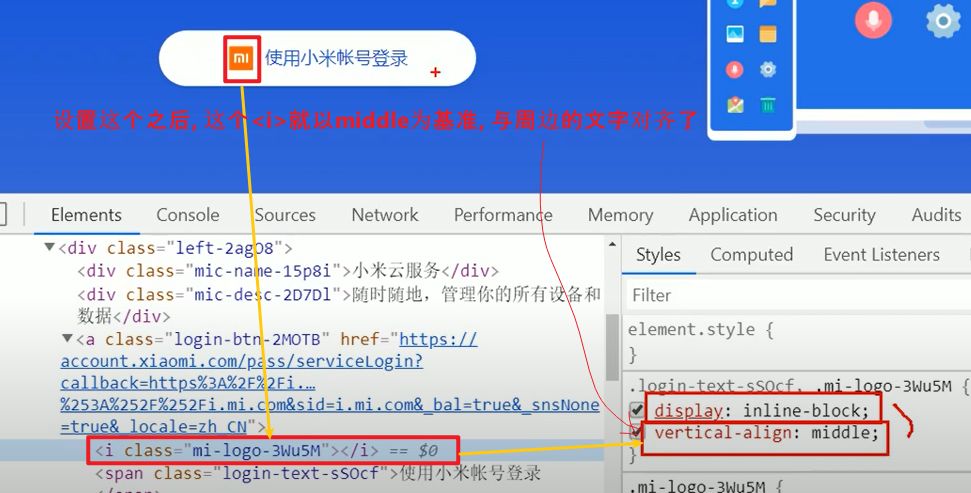 mi 使用小米帐号登录
设置这个之后, 这个<i>就以middle为基准, 与周边的文字对齐了
Elements Console Sources Network Performance Memory Application Security Audits
▼<div class="left-2agO8">
<div class="mic-name-15p8i">小米云服务</div>
<div class="mic-desc-2D7Dl">随时随地，管理你的所有设备和
数据</div>
▼<a class="login-btn-2MOTB" href="https://
account.xiaomi.com/pass/serviceLogin?
callback=https%3A%2F%2Fi.…
%253A%252F%252Fi.mi.com&sid=i.mi.com&_bal=true&_snsNone
=true&_locale=zh_CN">
<i class="mi-logo-3Wu5M"></i> == $0
<span class="login-text-sSOcf">使用小米帐号登录
</span>
Styles Computed Event Listeners
Filter
element.style {
}
.login-text-sSOcf, .mi-logo-3Wu5M {
display: inline-block;
vertical-align: middle;
}
.mi-logo-3Wu5M {